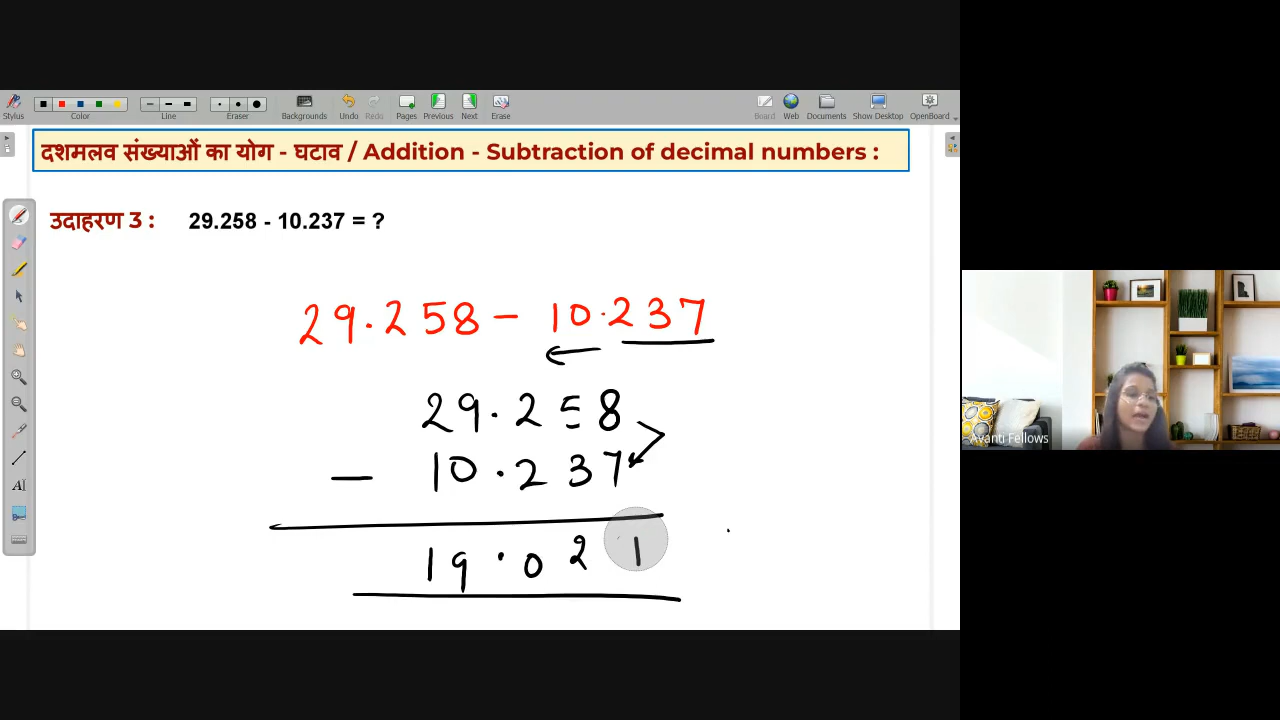 Stylus
Color
Line
Eraser
Backgrounds
Undo
Redo
Pages
Previous
Next
Erase
Board
Web
Documents
Show Desktop
OpenBoard
दशमलव संख्याओं का योग - घटाव / Addition - Subtraction of decimal numbers :
उदाहरण 3 : 29.258 - 10.237 = ?
29.258 - 10.237
29.258
- 10.237
19.021
Avanti Fellows